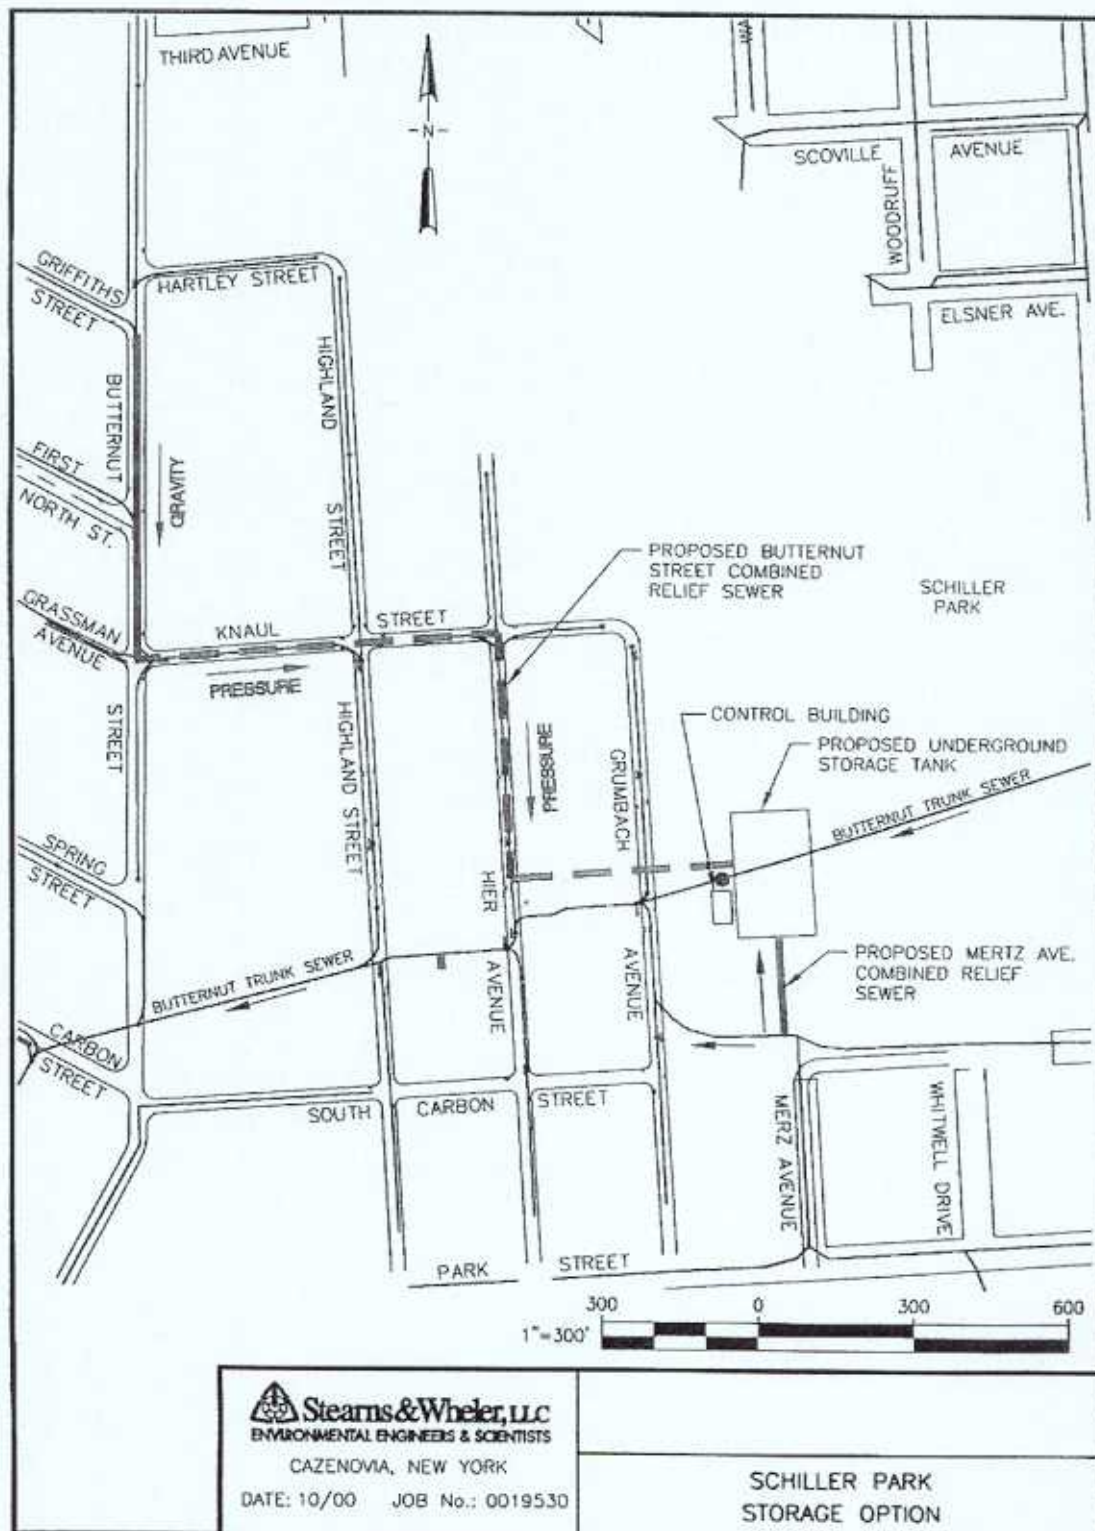 THIRD AVENUE
-N-
WA
SCOVILLE AVENUE
WOODRUFF
ELSNER AVE.
GRIFFITHS
STREET
HARTLEY STREET
HIGHLAND
STREET
BUTTERNUT
STREET
FIRST
NORTH ST.
GRAVITY
PROPOSED BUTTERNUT
STREET COMBINED
RELIEF SEWER
SCHILLER
PARK
GRASSMAN
AVENUE
KNAUL STREET
PRESSURE
PRESSURE
HIGHLAND STREET
GRUMBACH
AVENUE
CONTROL BUILDING
PROPOSED UNDERGROUND
STORAGE TANK
BUTTERNUT TRUNK SEWER
SPRING
STREET
HIER
AVENUE
BUTTERNUT TRUNK SEWER
PROPOSED MERTZ AVE.
COMBINED RELIEF
SEWER
CARBON
STREET
SOUTH CARBON STREET
MERZ AVENUE
WHITWELL DRIVE
PARK STREET
300 0 300 600
1"=300'
Stearns&Wheler, LLC
ENVIRONMENTAL ENGINEERS & SCIENTISTS
CAZENOVIA, NEW YORK
DATE: 10/00 JOB No.: 0019530
SCHILLER PARK
STORAGE OPTION